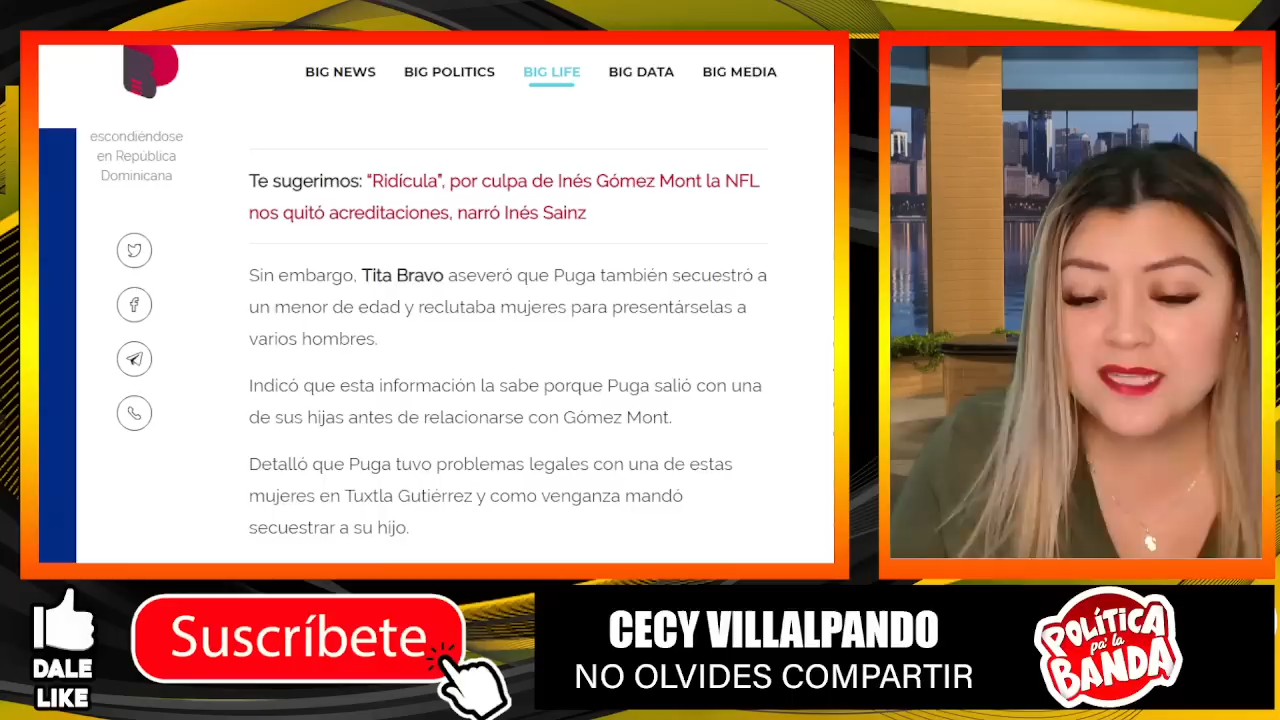 BIG NEWS BIG POLITICS BIG LIFE BIG DATA BIG MEDIA
escondiéndose
en República
Dominicana
Te sugerimos: “Ridícula”, por culpa de Inés Gómez Mont la NFL
nos quitó acreditaciones, narró Inés Sainz
Sin embargo, Tita Bravo aseveró que Puga también secuestró a
un menor de edad y reclutaba mujeres para presentárselas a
varios hombres.
Indicó que esta información la sabe porque Puga salió con una
de sus hijas antes de relacionarse con Gómez Mont.
Detalló que Puga tuvo problemas legales con una de estas
mujeres en Tuxtla Gutiérrez y como venganza mandó
secuestrar a su hijo.
DALE
LIKE
Suscríbete
CECY VILLALPANDO
NO OLVIDES COMPARTIR
POLÍTICA
pa' la
BANDA